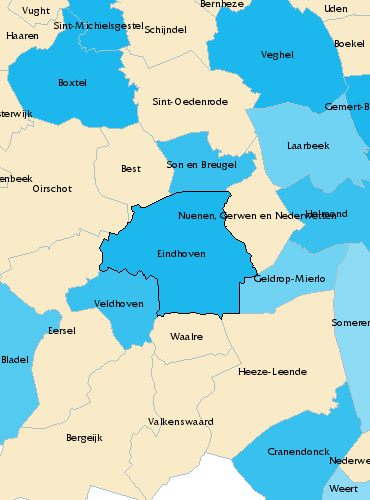 Bernheze
Uden
Vught
Sint-Michielsgestel
Schijndel
Haaren
Boekel
Veghel
Boxtel
Sint-Oedenrode
Gemert-B
sterwijk
Laarbeek
Son en Breugel
Best
enbeek
Oirschot
Nuenen, Gerwen en Nederwetten
Helmond
Eindhoven
Geldrop-Mierlo
Veldhoven
Someren
Eersel
Waalre
Bladel
Heeze-Leende
Valkenswaard
Bergeijk
Cranendonck
Nederwe
Weert